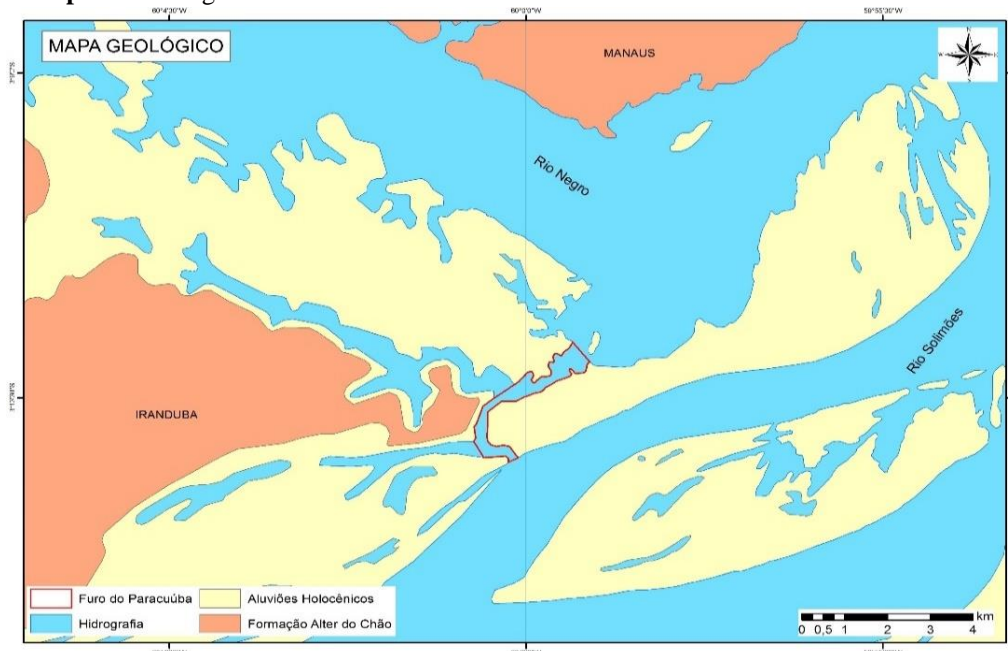 60°4'30"W 60°0'0"W 59°55'30"W
MAPA GEOLÓGICO
MANAUS
Rio Negro
Rio Solimões
IRANDUBA
Furo do Paracuúba
Aluviões Holocênicos
Hidrografia
Formação Alter do Chão
km
0 0,5 1 2 3 4